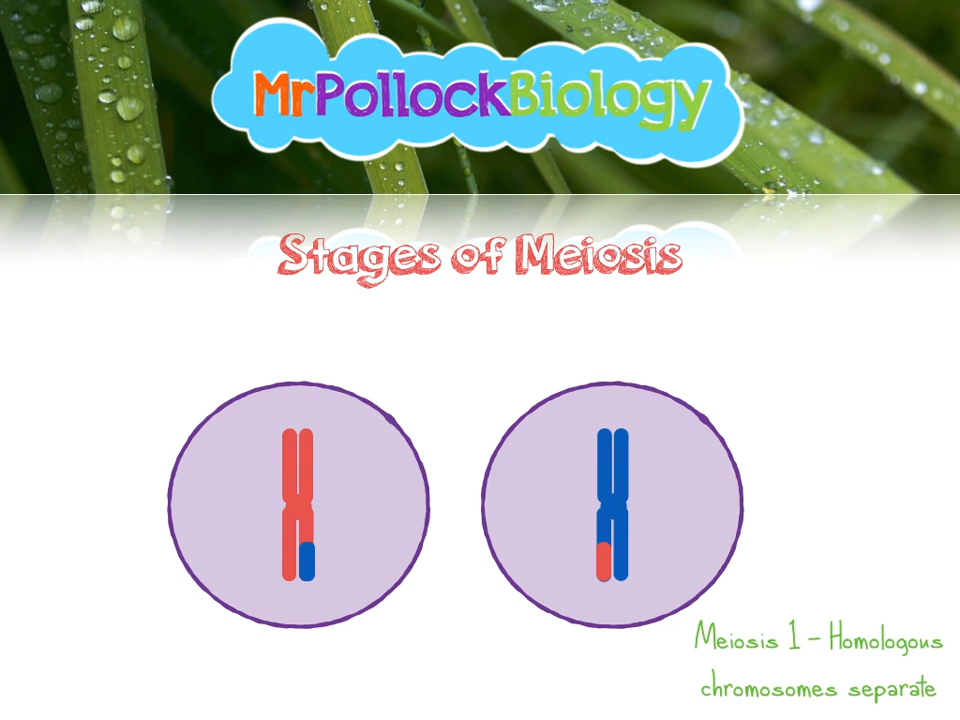 MrPollockBiology
Stages of Meiosis
Meiosis 1 – Homologous
chromosomes separate